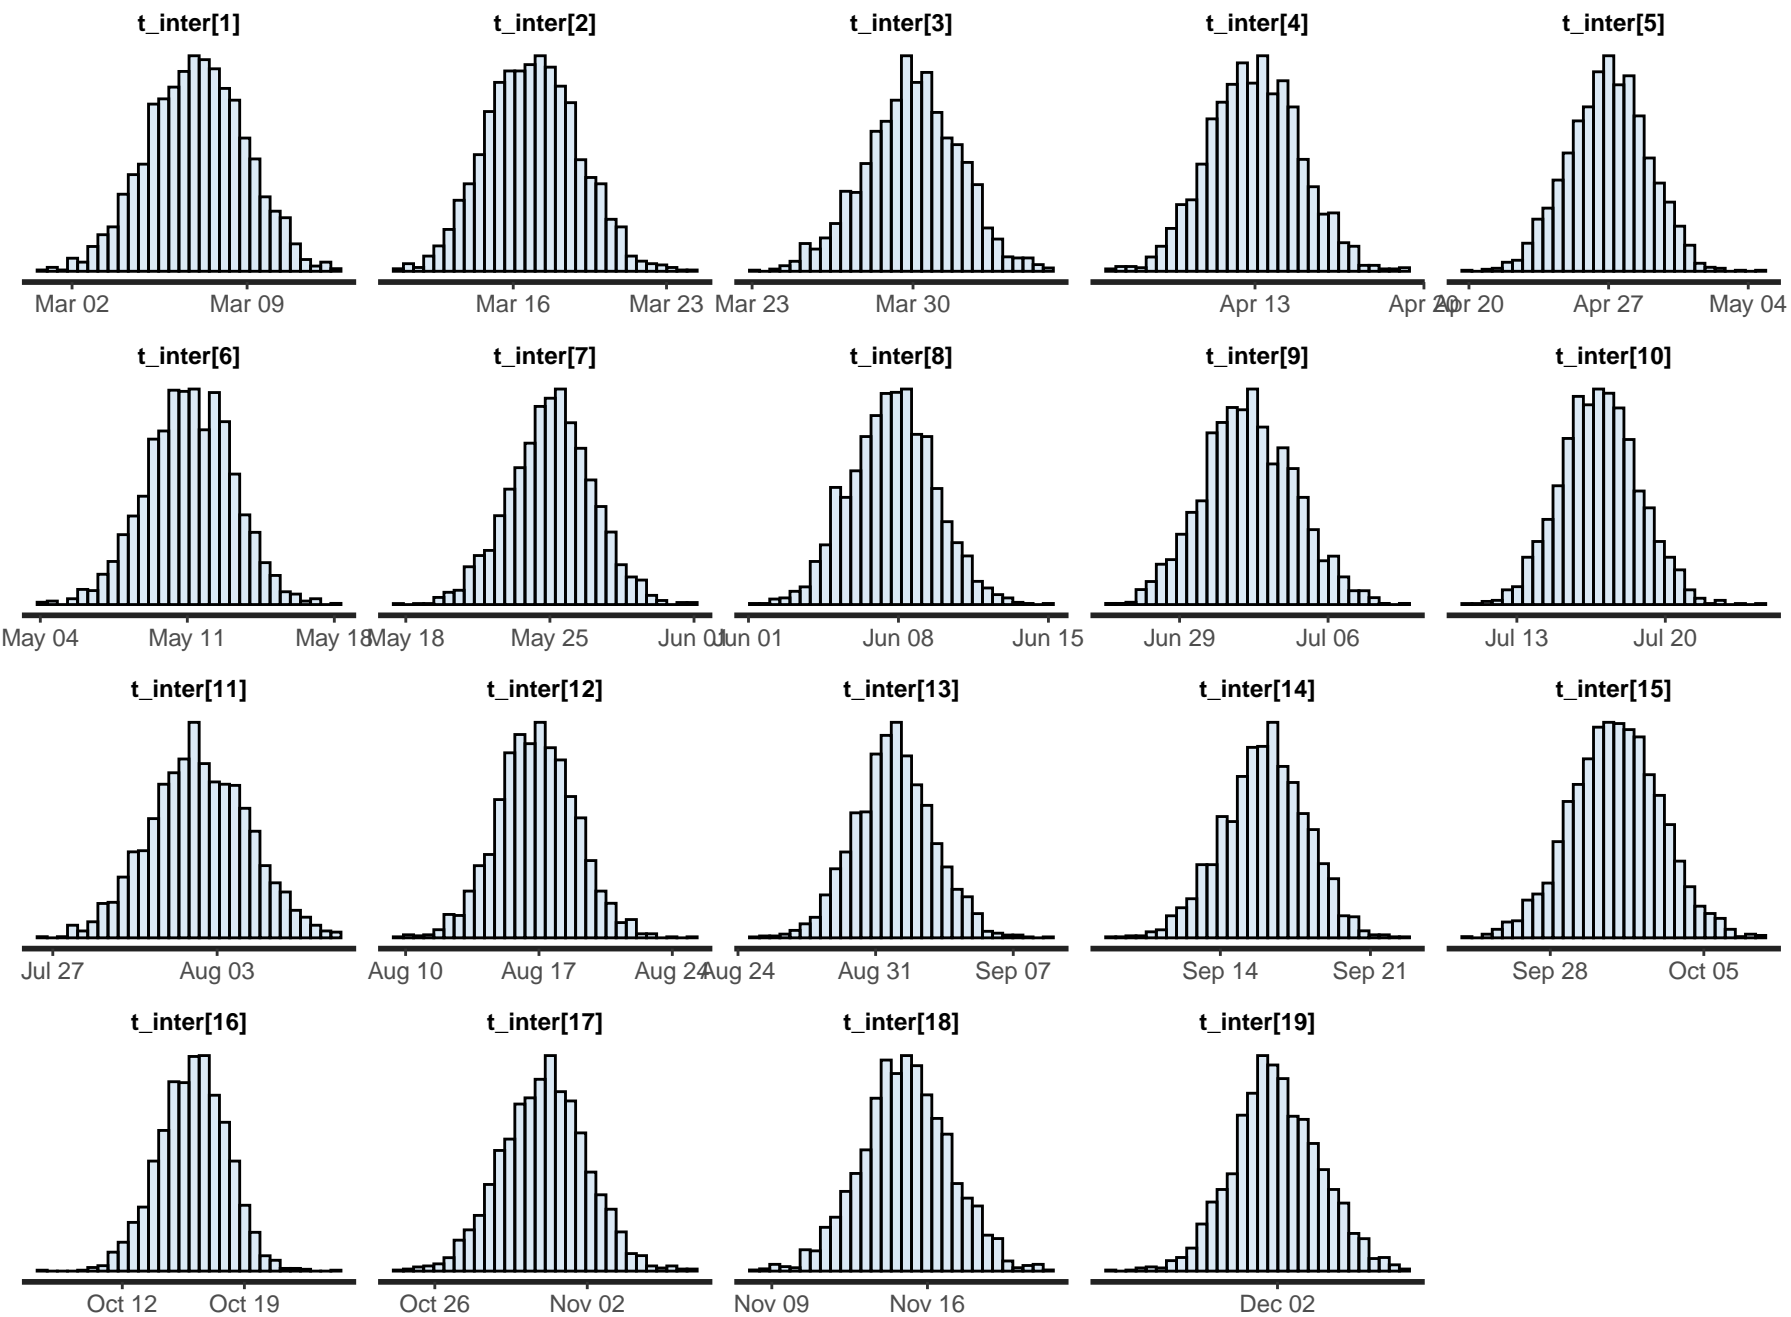 t_inter[1] t_inter[2] t_inter[3] t_inter[4] t_inter[5]
Mar 02 Mar 09 Mar 16 Mar 23 Mar 23 Mar 30 Apr 13 Apr 20 Apr 20 Apr 27 May 04
t_inter[6] t_inter[7] t_inter[8] t_inter[9] t_inter[10]
May 04 May 11 May 18 May 18 May 25 Jun 01 Jun 01 Jun 08 Jun 15 Jun 29 Jul 06 Jul 13 Jul 20
t_inter[11] t_inter[12] t_inter[13] t_inter[14] t_inter[15]
Jul 27 Aug 03 Aug 10 Aug 17 Aug 24 Aug 24 Aug 31 Sep 07 Sep 14 Sep 21 Sep 28 Oct 05
t_inter[16] t_inter[17] t_inter[18] t_inter[19]
Oct 12 Oct 19 Oct 26 Nov 02 Nov 09 Nov 16 Dec 02